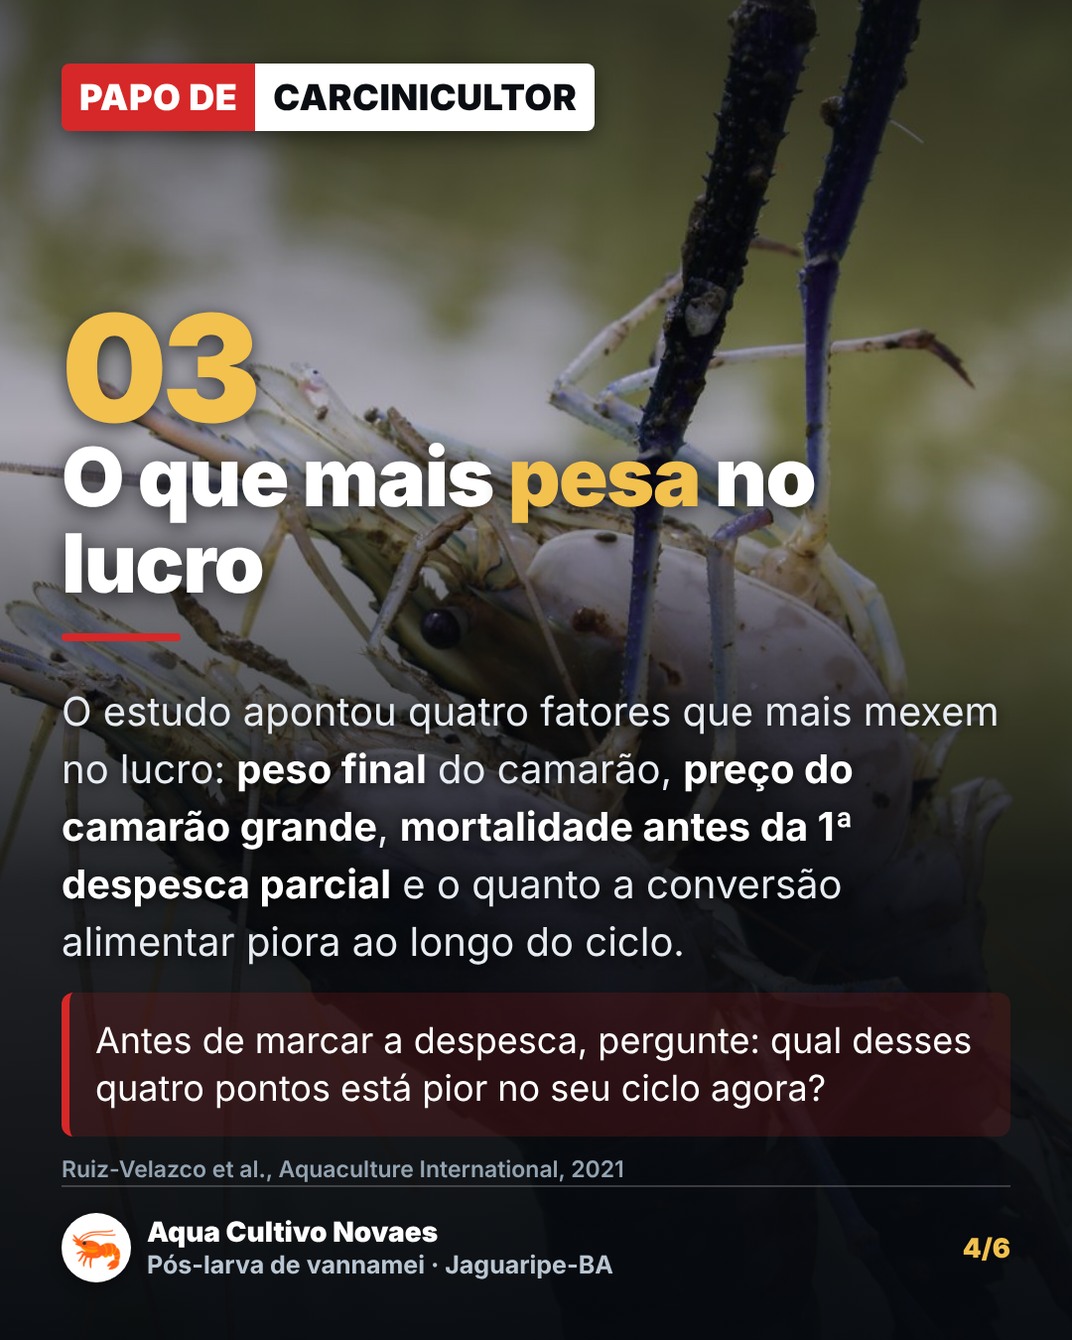 PAPO DE CARCINICULTOR
03
O que mais pesa no
lucro
O estudo apontou quatro fatores que mais mexem
no lucro: peso final do camarão, preço do
camarão grande, mortalidade antes da 1ª
despesca parcial e o quanto a conversão
alimentar piora ao longo do ciclo.
Antes de marcar a despesca, pergunte: qual desses
quatro pontos está pior no seu ciclo agora?
Ruiz-Velazco et al., Aquaculture International, 2021
Aqua Cultivo Novaes
Pós-larva de vannamei · Jaguaripe-BA
4/6